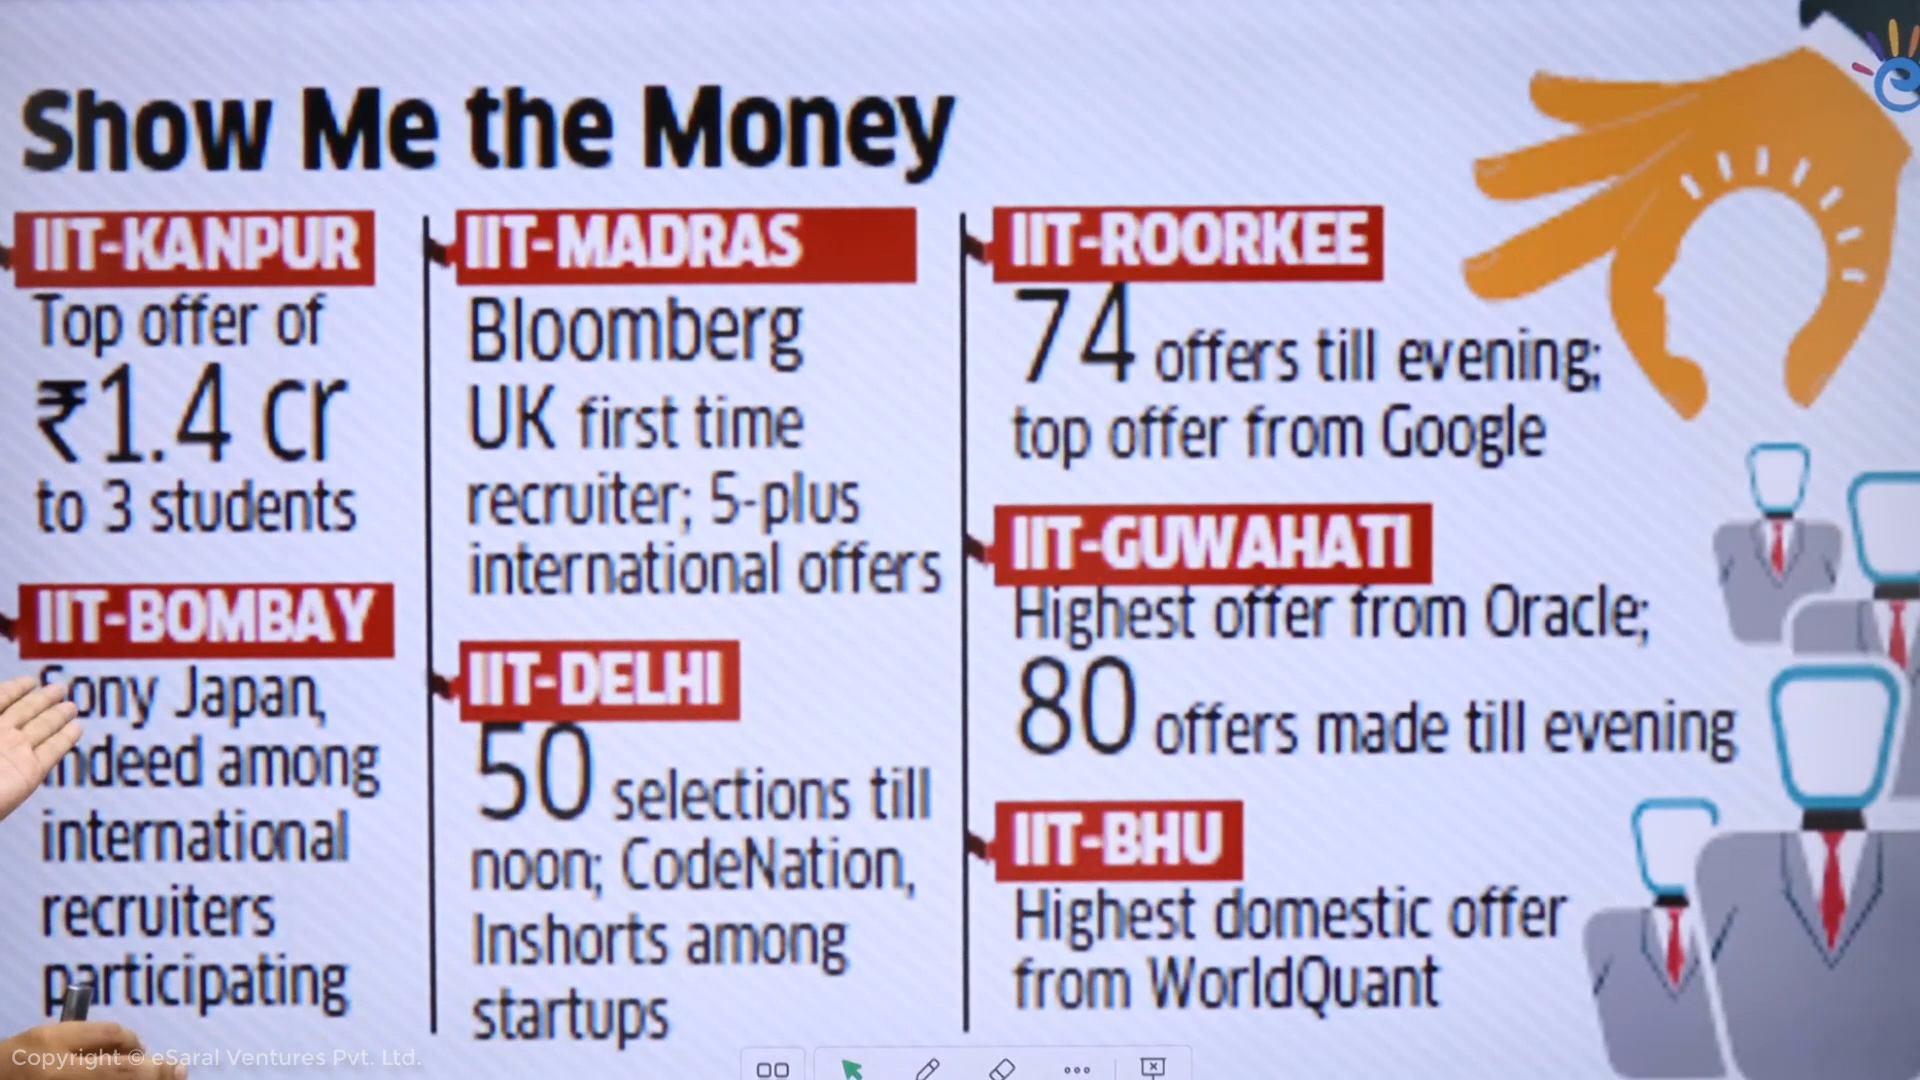 Show Me the Money
IIT-KANPUR
Top offer of
₹1.4 cr
to 3 students
IIT-BOMBAY
Sony Japan,
Indeed among
international
recruiters
participating
IIT-MADRAS
Bloomberg
UK first time
recruiter; 5-plus
international offers
IIT-DELHI
50 selections till
noon; CodeNation,
Inshorts among
startups
IIT-ROORKEE
74 offers till evening;
top offer from Google
IIT-GUWAHATI
Highest offer from Oracle;
80 offers made till evening
IIT-BHU
Highest domestic offer
from WorldQuant
Copyright © eSaral Ventures Pvt. Ltd.